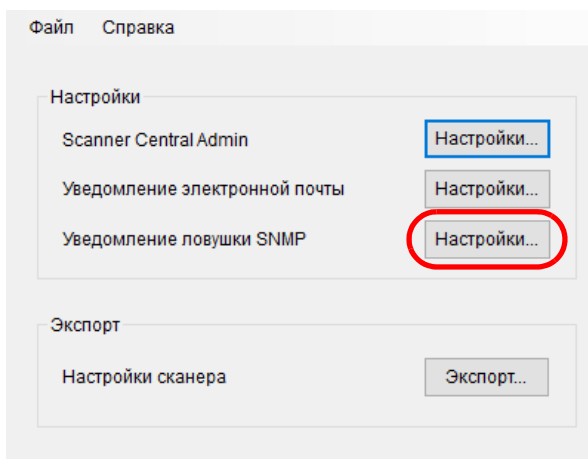 Файл Справка
Настройки
Scanner Central Admin Настройки...
Уведомление электронной почты Настройки...
Уведомление ловушки SNMP Настройки...
Экспорт
Настройки сканера Экспорт...